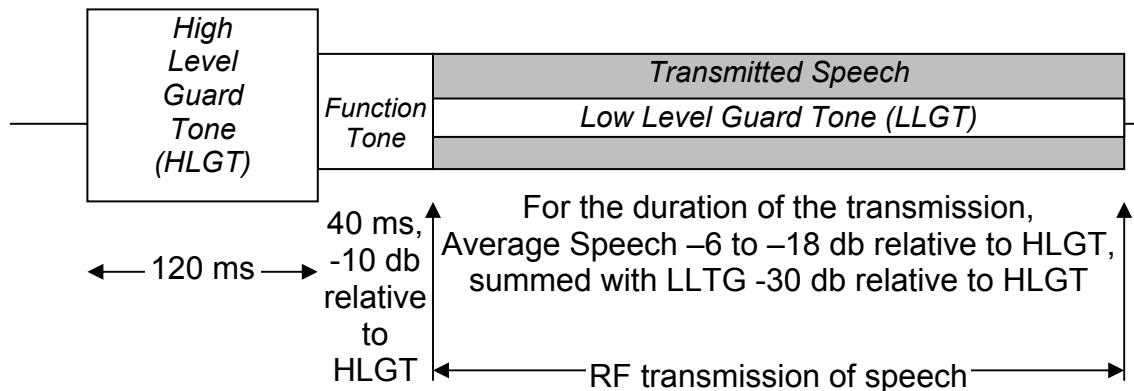 High
Level
Guard
Tone
(HLGT)
Function
Tone
Transmitted Speech
Low Level Guard Tone (LLGT)
120 ms
40 ms,
-10 db
relative
to
HLGT
For the duration of the transmission,
Average Speech –6 to –18 db relative to HLGT,
summed with LLTG -30 db relative to HLGT
RF transmission of speech